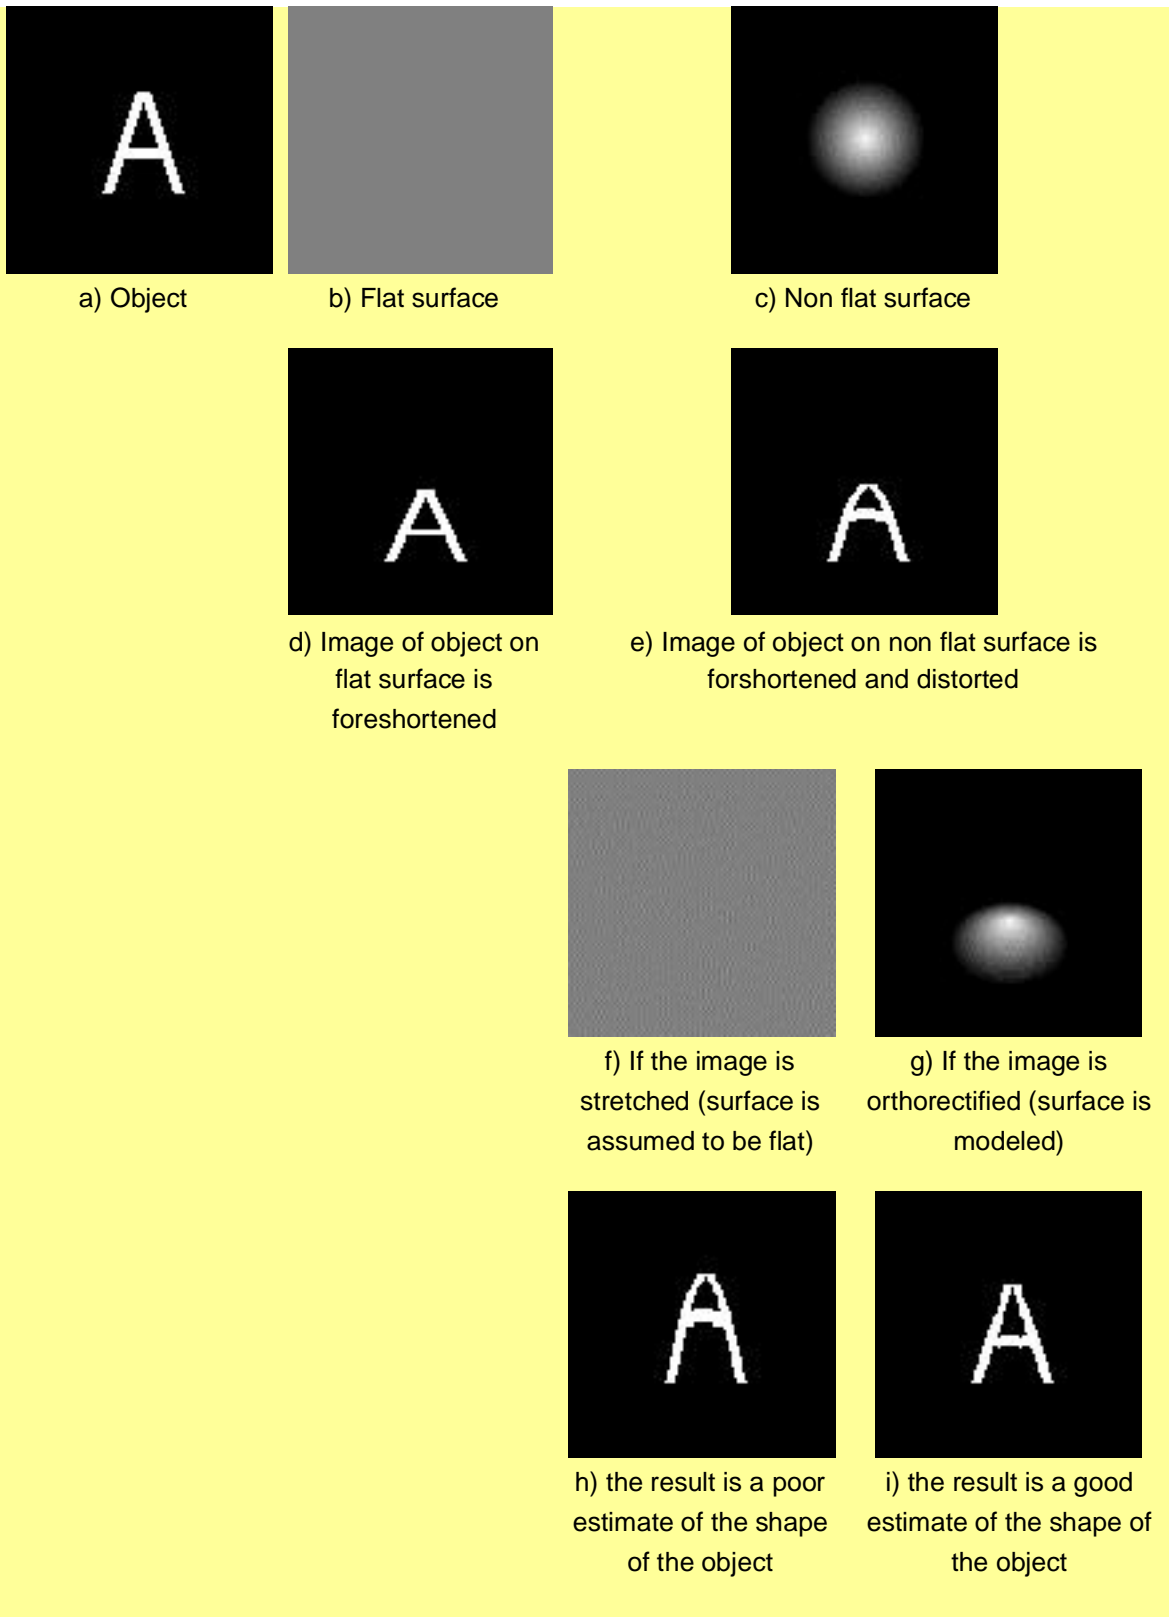 A
a) Object
b) Flat surface
c) Non flat surface
A
A
d) Image of object on
flat surface is
foreshortened
e) Image of object on non flat surface is
forshortened and distorted
f) If the image is
stretched (surface is
assumed to be flat)
g) If the image is
orthorectified (surface is
modeled)
A
A
h) the result is a poor
estimate of the shape
of the object
i) the result is a good
estimate of the shape of
the object